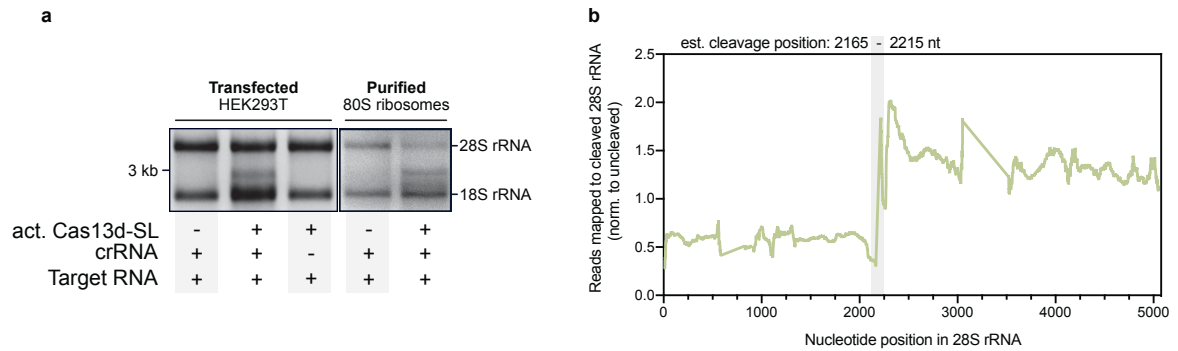 a
Transfected
HEK293T
Purified
80S ribosomes
28S rRNA
3 kb
18S rRNA
act. Cas13d-SL - + + - +
crRNA + + - + +
Target RNA + + + + +
b
est. cleavage position: 2165 - 2215 nt
Reads mapped to cleaved 28S rRNA
(norm. to uncleaved)
2.5
2.0
1.5
1.0
0.5
0.0
0 1000 2000 3000 4000 5000
Nucleotide position in 28S rRNA